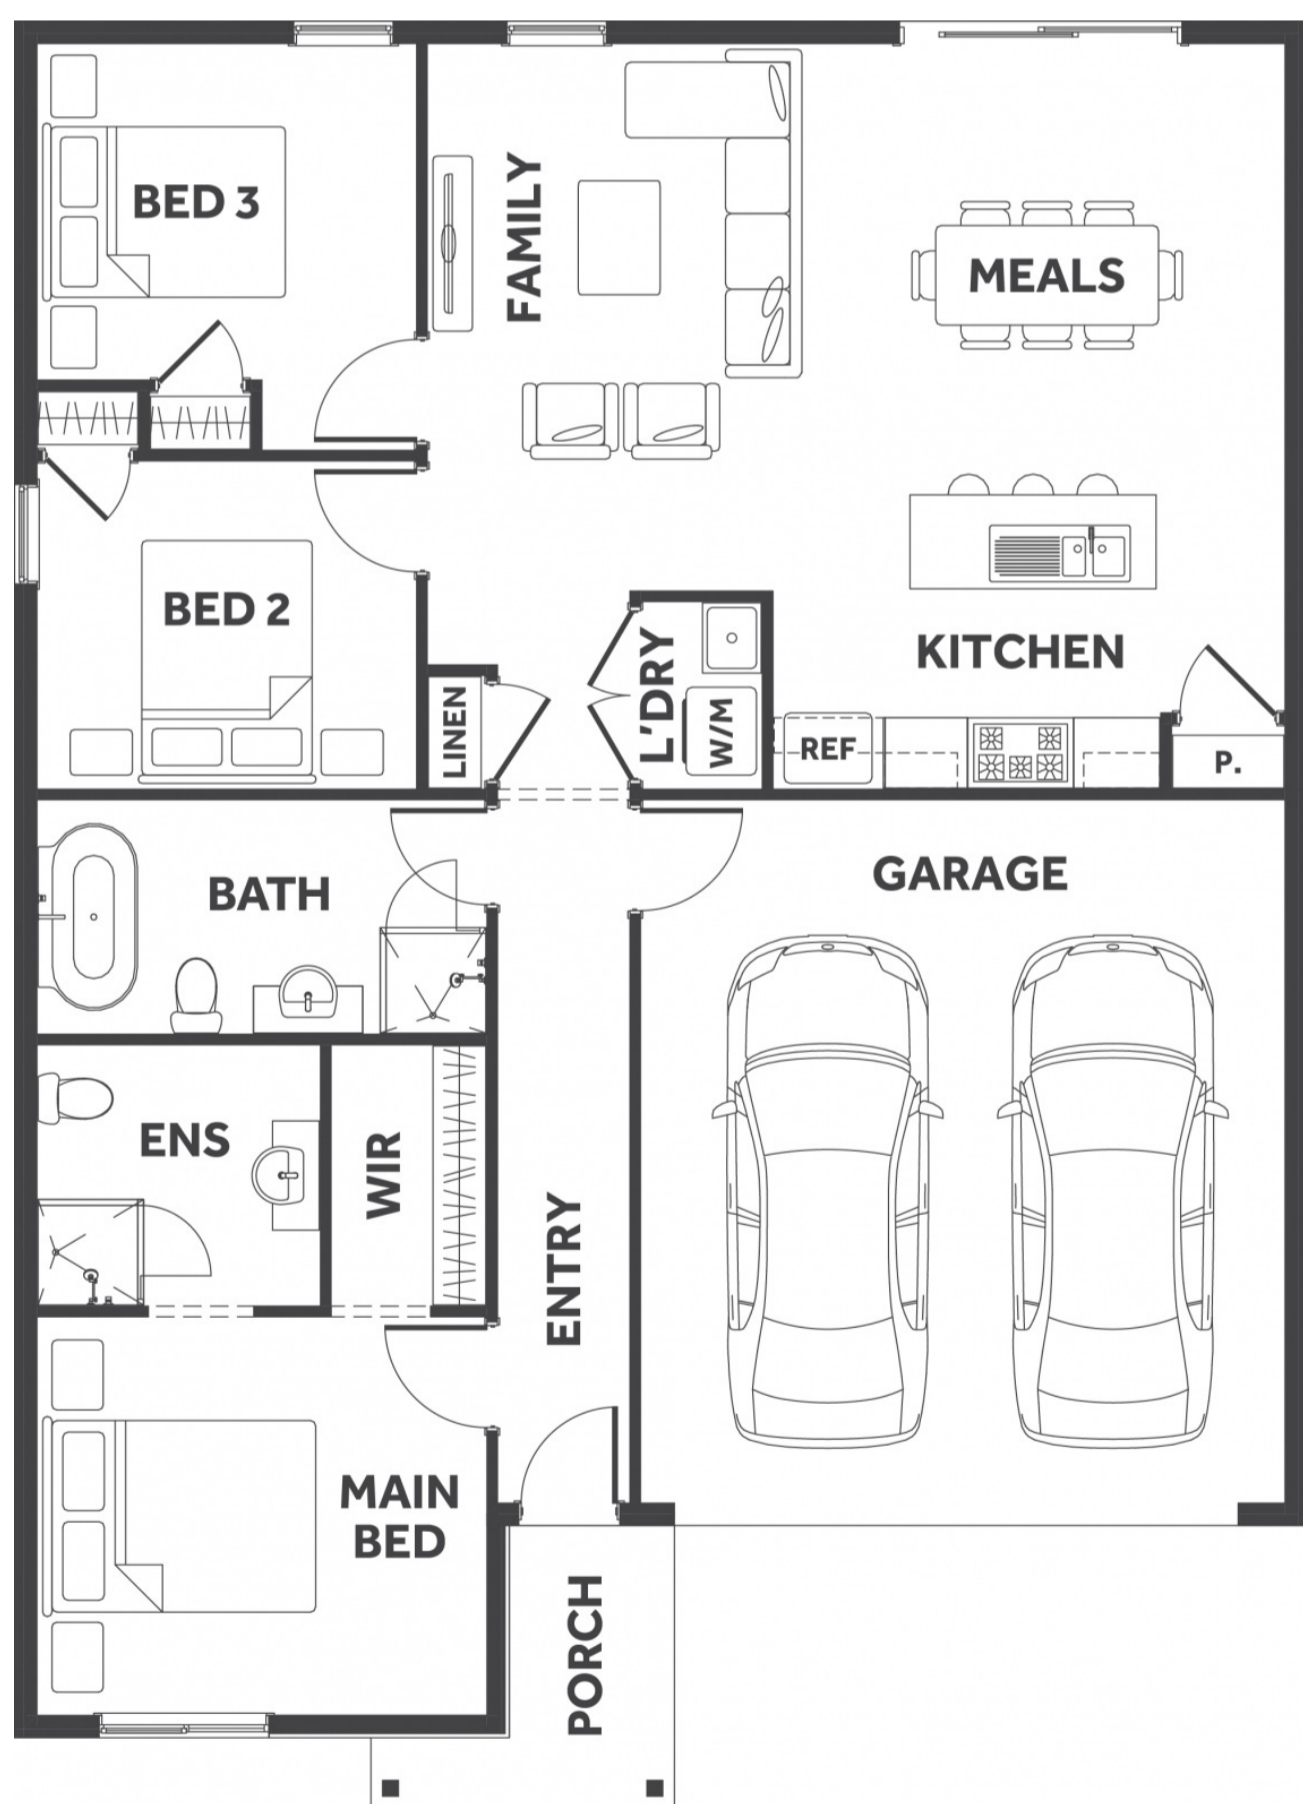 BED 3
FAMILY
MEALS
BED 2
KITCHEN
LINEN
L'DRY
W/M
REF
P.
BATH
GARAGE
ENS
WIR
ENTRY
MAIN
BED
PORCH